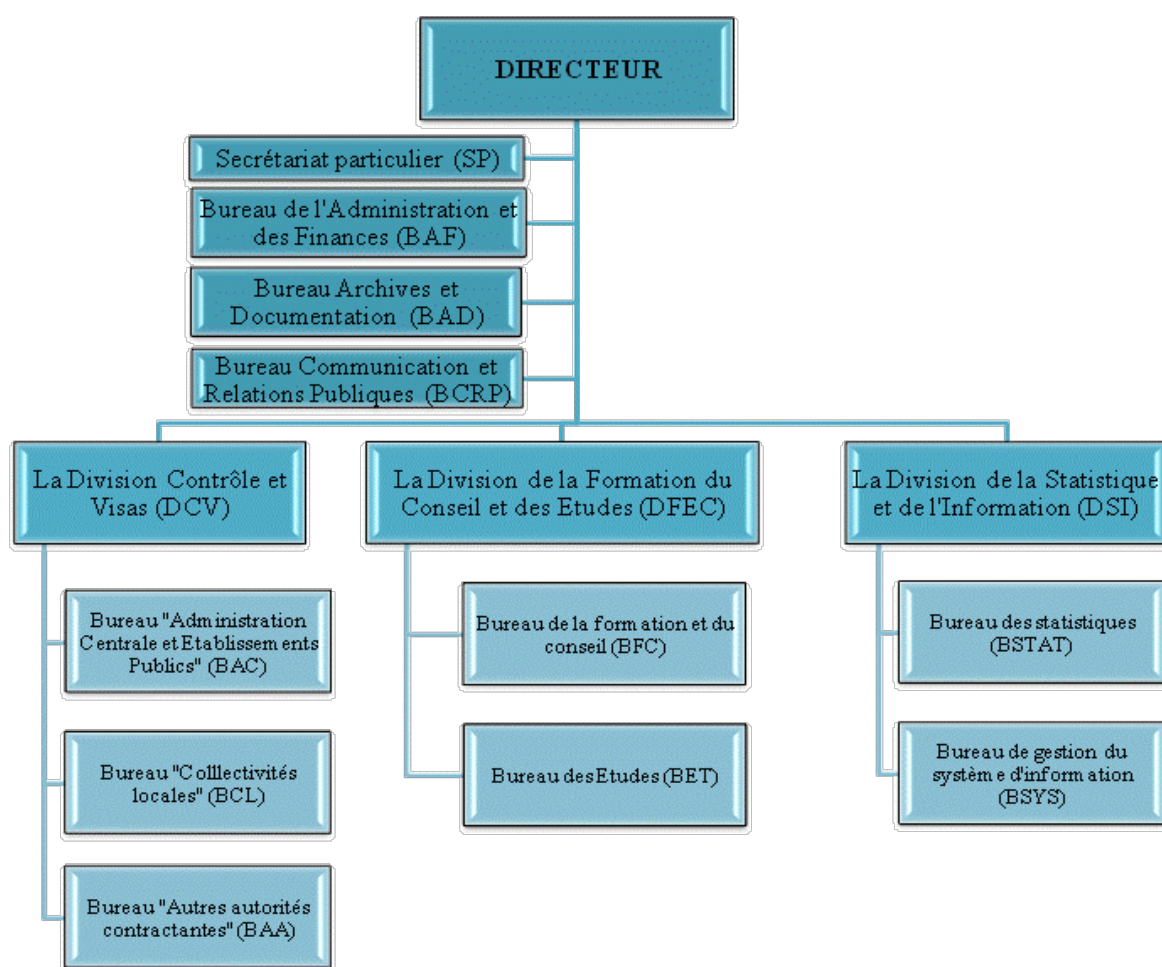 DIRECTEUR
Secrétariat particulier (SP)
Bureau de l'Administration et
des Finances (BAF)
Bureau Archives et
Documentation (BAD)
Bureau Communication et
Relations Publiques (BCRP)
La Division Contrôle et
Visas (DCV)
La Division de la Formation du
Conseil et des Etudes (DFEC)
La Division de la Statistique
et de l'Information (DSI)
Bureau "Administration
Centrale et Etablissements
Publics" (BAC)
Bureau "Colllectivités
locales" (BCL)
Bureau "Autres autorités
contractantes" (BAA)
Bureau de la formation et du
conseil (BFC)
Bureau des Etudes (BET)
Bureau des statistiques
(BSTAT)
Bureau de gestion du
système d'information
(BSYS)